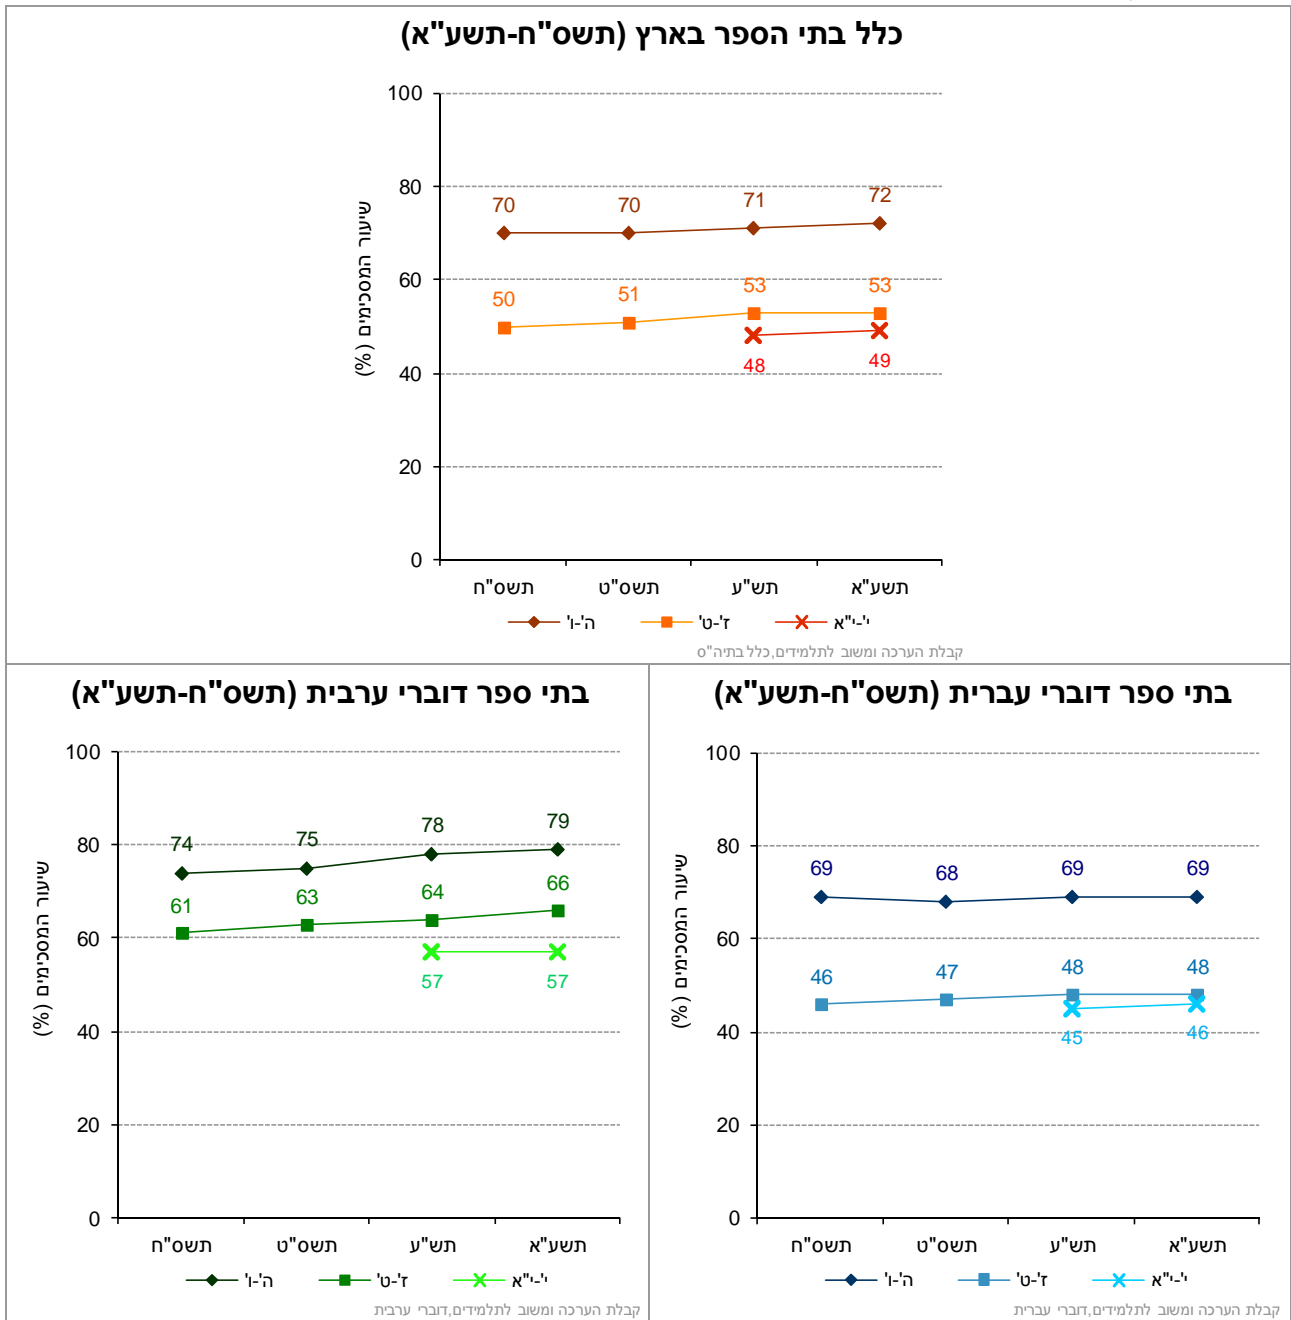 כלל בתי הספר בארץ (תשס"ח-תשע"א)
שיעור המסכימים (%)
100
80
60
40
20
0
70 70 71 72
50 51 53 53
48 49
תשס"ח תשס"ט תש"ע תשע"א
ה'-ו' ז'-ט' י'-י"א
קבלת הערכה ומשוב לתלמידים,כלל בתיה"ס
בתי ספר דוברי עברית (תשס"ח-תשע"א)
שיעור המסכימים (%)
100
80
60
40
20
0
69 68 69 69
46 47 48 48
45 46
תשס"ח תשס"ט תש"ע תשע"א
ה'-ו' ז'-ט' י'-י"א
קבלת הערכה ומשוב לתלמידים,דוברי עברית
בתי ספר דוברי ערבית (תשס"ח-תשע"א)
שיעור המסכימים (%)
100
80
60
40
20
0
74 75 78 79
61 63 64 66
57 57
תשס"ח תשס"ט תש"ע תשע"א
ה'-ו' ז'-ט' י'-י"א
קבלת הערכה ומשוב לתלמידים,דוברי ערבית